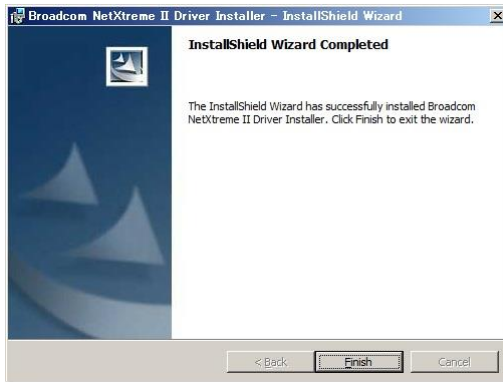 Broadcom NetXtreme II Driver Installer - InstallShield Wizard
InstallShield Wizard Completed
The InstallShield Wizard has successfully installed Broadcom
NetXtreme II Driver Installer. Click Finish to exit the wizard.
< Back
Finish
Cancel